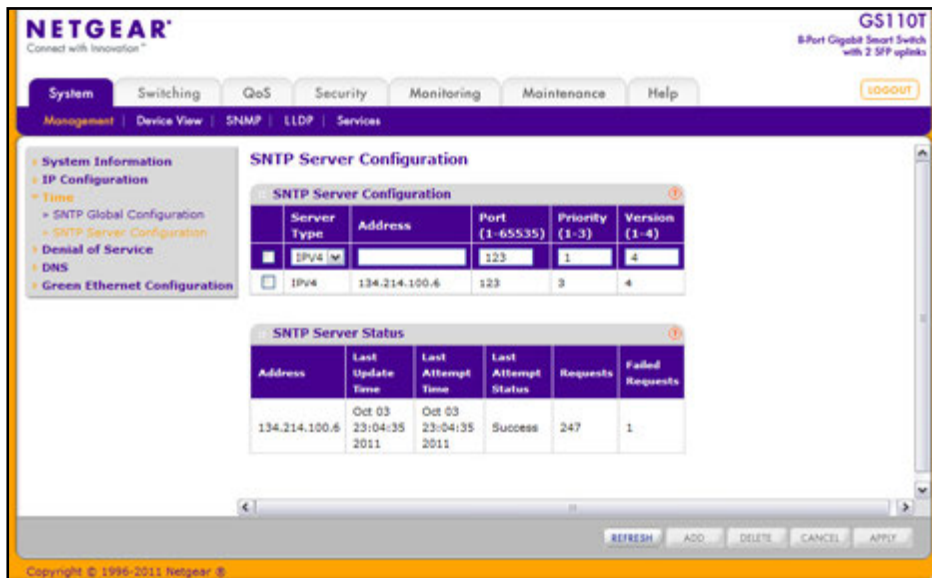 NETGEAR®
Connect with Innovation™
GS110T
8-Port Gigabit Smart Switch
with 2 SFP uplinks
System Switching QoS Security Monitoring Maintenance Help LOGOUT
Management | Device View | SNMP | LLDP | Services
System Information
IP Configuration
Time
» SNTP Global Configuration
» SNTP Server Configuration
Denial of Service
DNS
Green Ethernet Configuration
SNTP Server Configuration
SNTP Server Configuration
Server Type Address Port (1-65535) Priority (1-3) Version (1-4)
IPV4 123 1 4
IPV4 134.214.100.6 123 3 4
SNTP Server Status
Address Last Update Time Last Attempt Time Last Attempt Status Requests Failed Requests
134.214.100.6 Oct 03 23:04:35 2011 Oct 03 23:04:35 2011 Success 247 1
REFRESH ADD DELETE CANCEL APPLY
Copyright © 1996-2011 Netgear ®